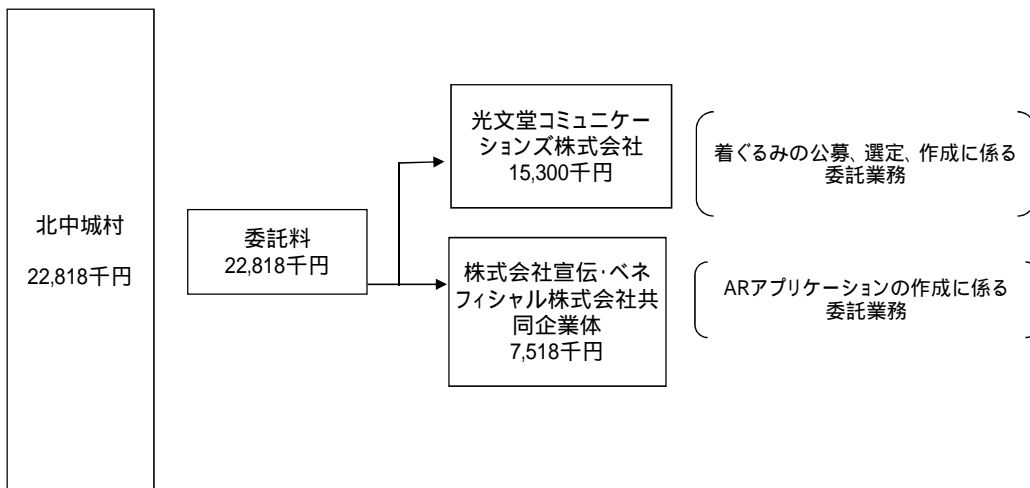 北中城村
22,818千円
委託料
22,818千円
光文堂コミュニケー
ションズ株式会社
15,300千円
着ぐるみの公募、選定、作成に係る
委託業務
株式会社宣伝・ベネ
フィシャル株式会社共
同企業体
7,518千円
ARアプリケーションの作成に係る
委託業務